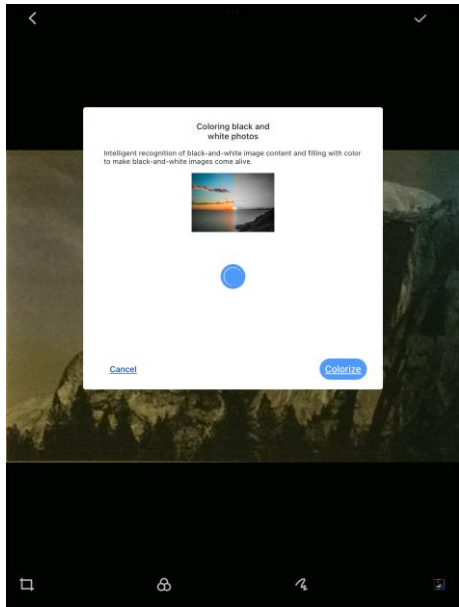 Coloring black and
white photos
Intelligent recognition of black-and-white image content and filling with color
to make black-and-white images come alive.
Cancel
Colorize